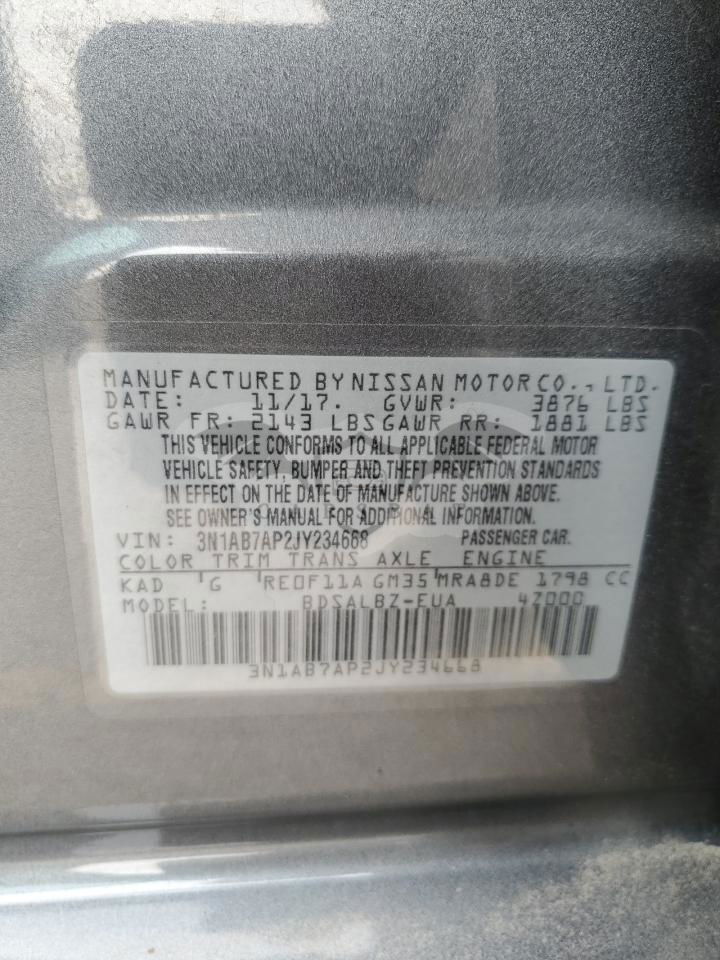 MANUFACTURED BY NISSAN MOTOR CO., LTD.
DATE: 11/17. GVWR: 3876 LBS
GAWR FR: 2143 LBS GAWR RR: 1881 LBS
THIS VEHICLE CONFORMS TO ALL APPLICABLE FEDERAL MOTOR
VEHICLE SAFETY, BUMPER AND THEFT PREVENTION STANDARDS
IN EFFECT ON THE DATE OF MANUFACTURE SHOWN ABOVE.
SEE OWNER'S MANUAL FOR ADDITIONAL INFORMATION.
VIN: 3N1AB7AP2JY234668 PASSENGER CAR.
COLOR TRIM TRANS AXLE ENGINE
KAD G RE0F11A GM35 MRA8DE 1798 CC
MODEL: BDSALBZ-EUA 4Z000
3N1AB7AP2JY234668